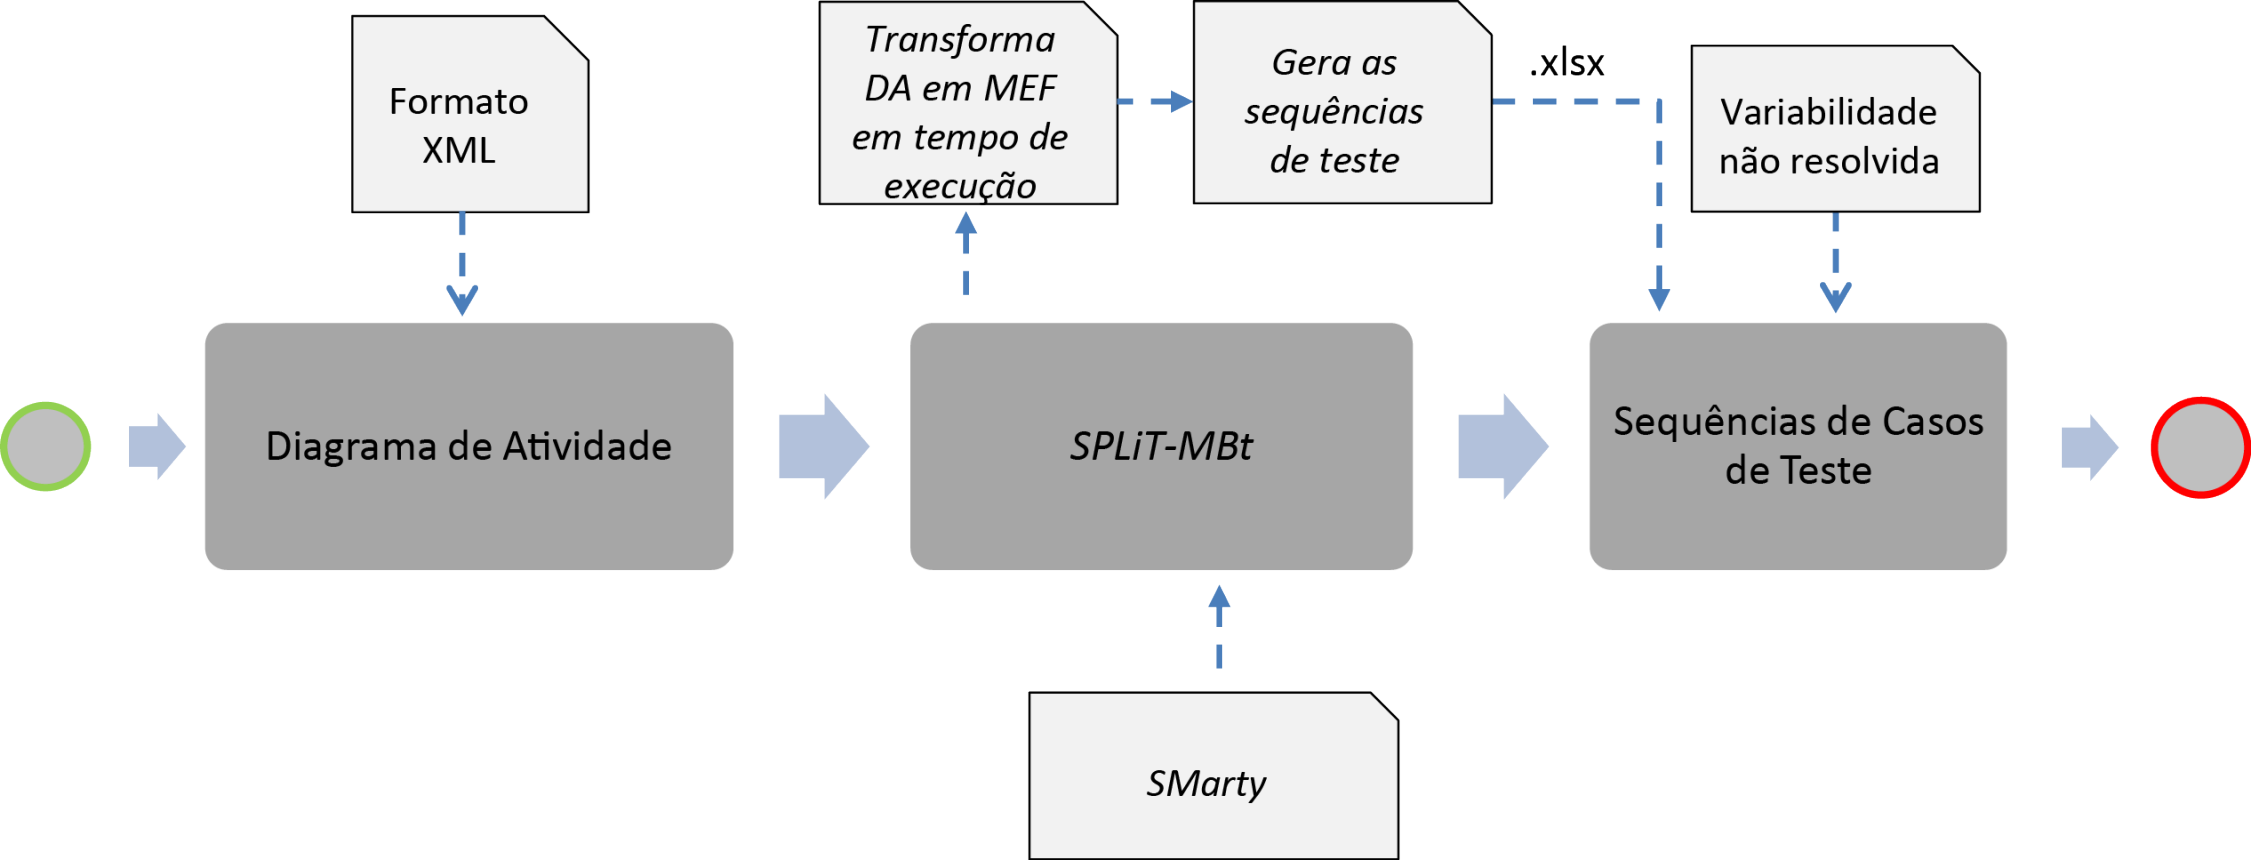 Formato
XML
Transforma
DA em MEF
em tempo de
execução
Gera as
sequências
de teste
.xlsx
Variabilidade
não resolvida
Diagrama de Atividade
SPLiT-MBt
Sequências de Casos
de Teste
SMarty